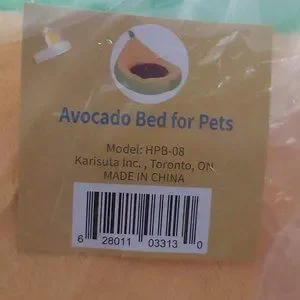 Avocado Bed for Pets
Model: HPB-08
Karisuta Inc. , Toronto, ON
MADE IN CHINA
6 28011 03313 0